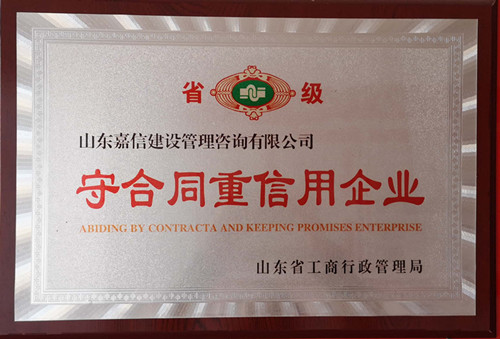 省 级
山东嘉信建设管理咨询有限公司
守合同重信用企业
ABIDING BY CONTRACTA AND KEEPING PROMISES ENTERPRISE
山东省工商行政管理局